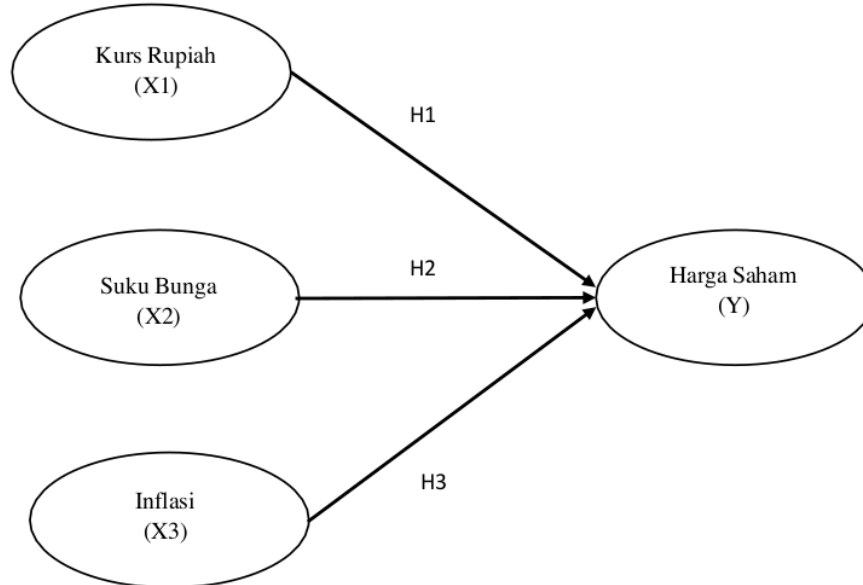 Kurs Rupiah
(X1)
H1
Suku Bunga
(X2)
H2
Harga Saham
(Y)
Inflasi
(X3)
H3